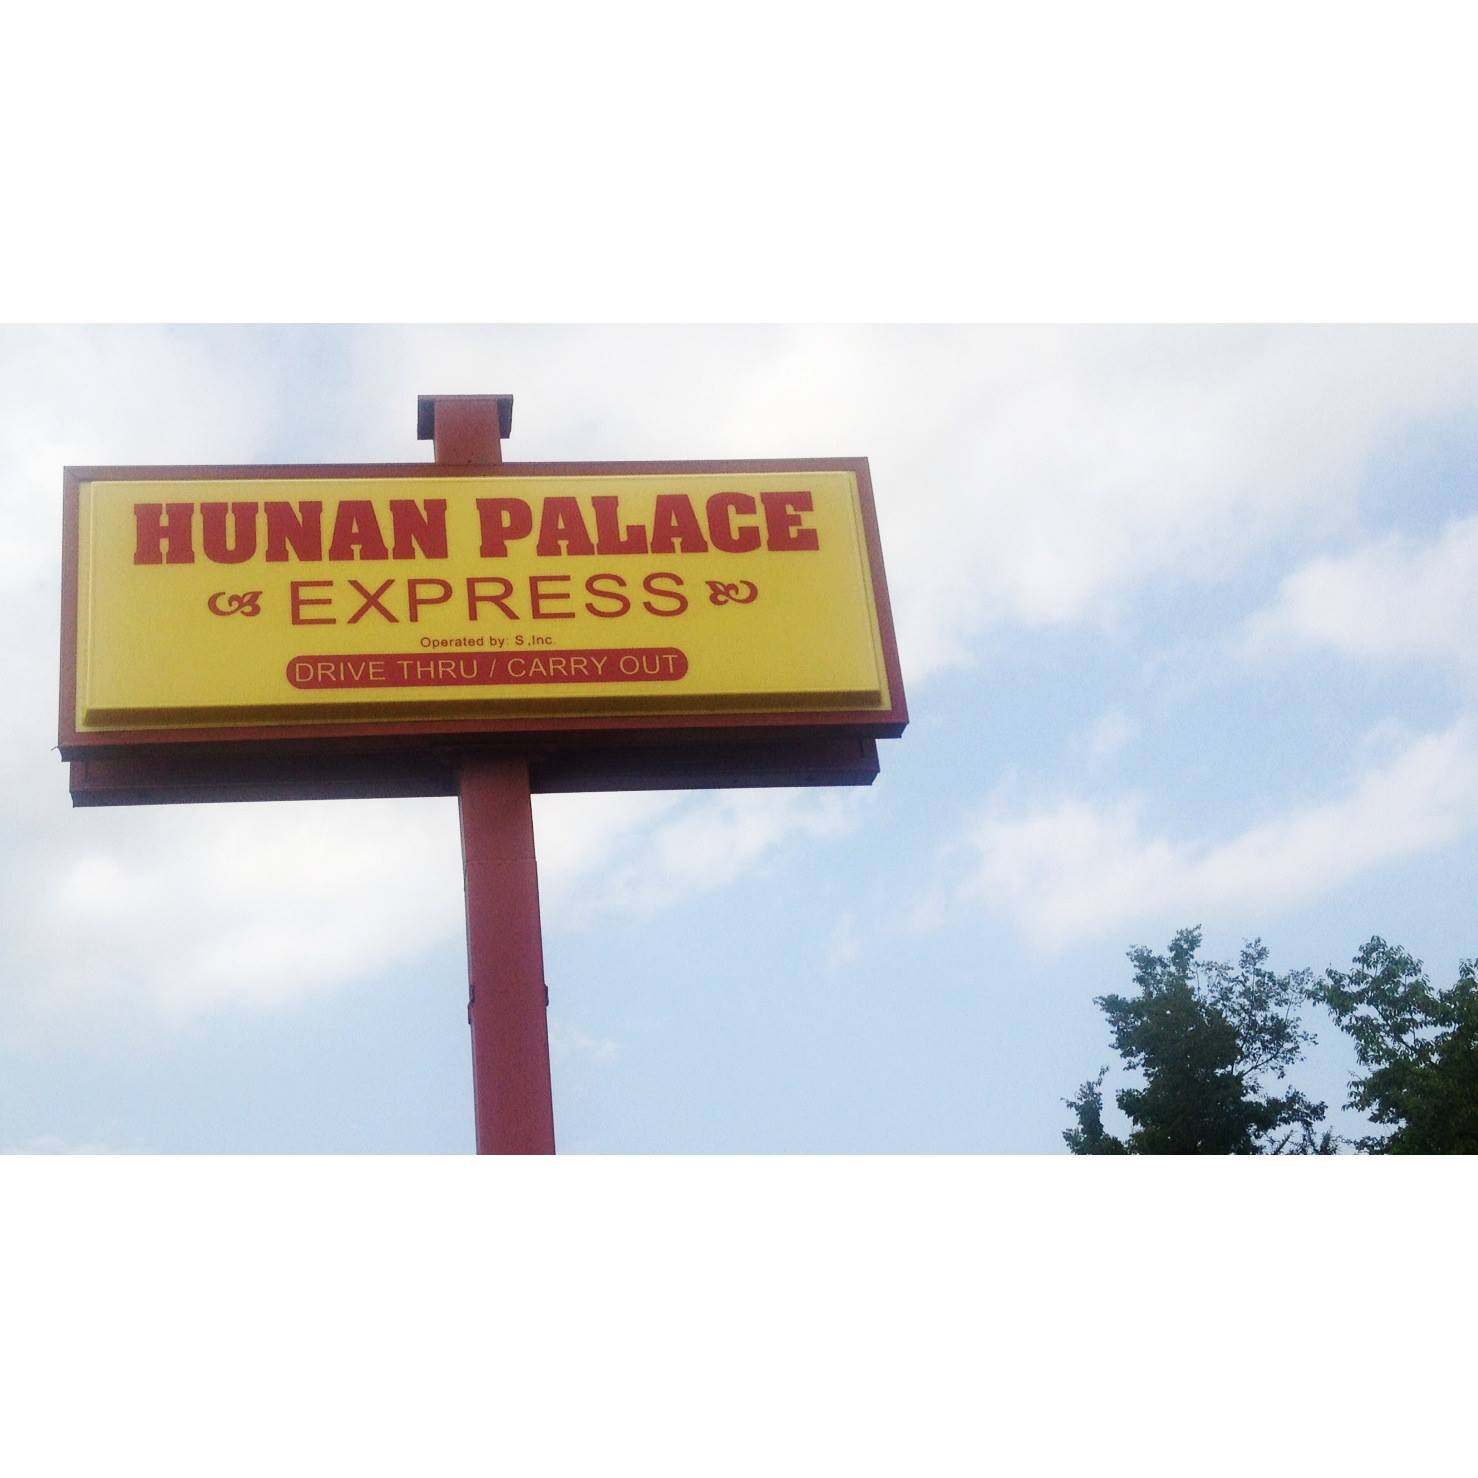 HUNAN PALACE
EXPRESS
Operated by: S ,Inc.
DRIVE THRU / CARRY OUT